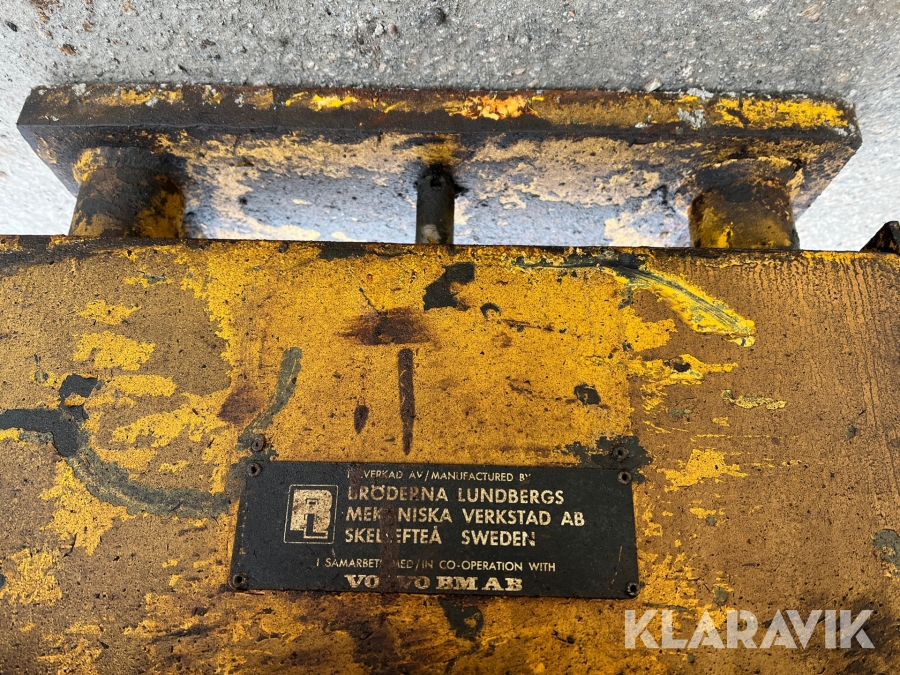 TILLVERKAD AV/MANUFACTURED BY
BRÖDERNA LUNDBERGS
MEKANISKA VERKSTAD AB
SKELLEFTEÅ SWEDEN
I SAMARBETE MED/IN CO-OPERATION WITH
VOLVO BM AB
KLARAVIK